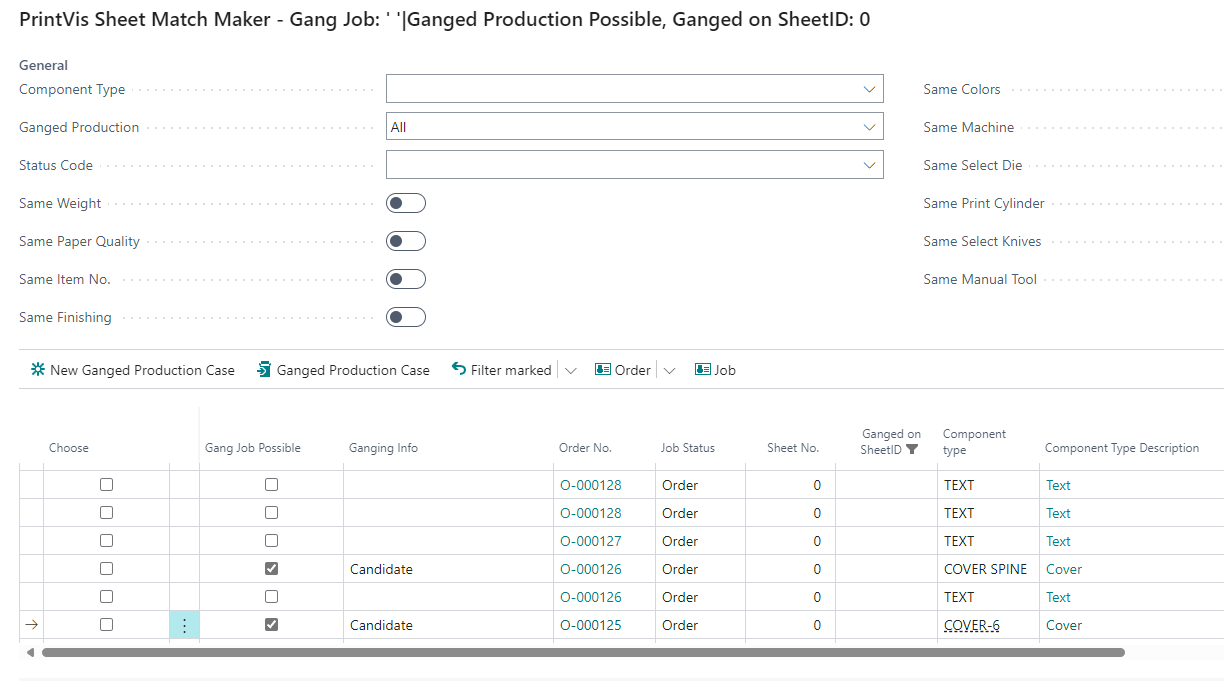 PrintVis Sheet Match Maker - Gang Job: ' '|Ganged Production Possible, Ganged on SheetID: 0
General
Component Type
Ganged Production All
Status Code
Same Weight
Same Paper Quality
Same Item No.
Same Finishing
Same Colors
Same Machine
Same Select Die
Same Print Cylinder
Same Select Knives
Same Manual Tool
New Ganged Production Case Ganged Production Case Filter marked Order Job
Choose Gang Job Possible Ganging Info Order No. Job Status Sheet No. Ganged on SheetID Component type Component Type Description
O-000128 Order 0 TEXT Text
O-000128 Order 0 TEXT Text
O-000127 Order 0 TEXT Text
Candidate O-000126 Order 0 COVER SPINE Cover
O-000126 Order 0 TEXT Text
Candidate O-000125 Order 0 COVER-6 Cover